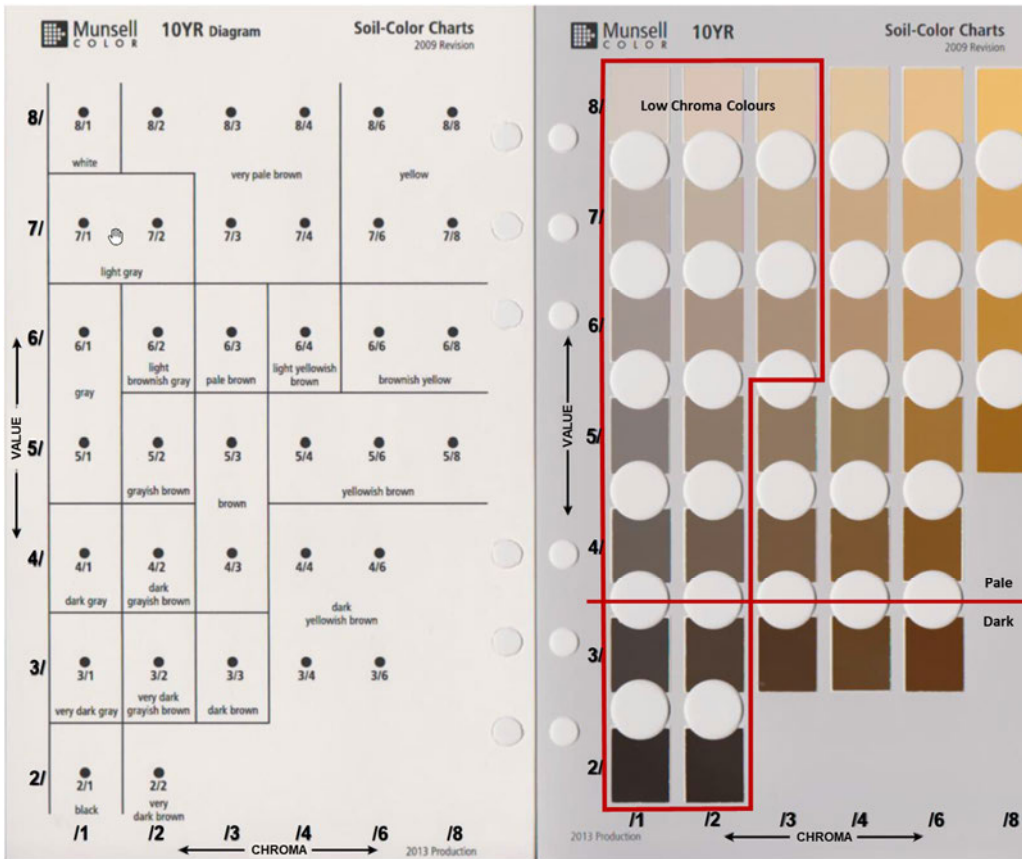 Munsell
COLOR
10YR Diagram
Soil-Color Charts
2009 Revision
8/
8/1
8/2
8/3
8/4
8/6
8/8
white
very pale brown
yellow
7/
7/1
7/2
7/3
7/4
7/6
7/8
light gray
6/
6/1
6/2
6/3
6/4
6/6
6/8
gray
light
brownish gray
pale brown
light yellowish
brown
brownish yellow
VALUE
5/
5/1
5/2
5/3
5/4
5/6
5/8
grayish brown
brown
yellowish brown
4/
4/1
4/2
4/3
4/4
4/6
dark gray
dark
grayish brown
dark
yellowish brown
3/
3/1
3/2
3/3
3/4
3/6
very dark gray
very dark
grayish brown
dark brown
2/
2/1
2/2
black
very
dark brown
/1
/2
/3
/4
/6
/8
CHROMA
2013 Production
Munsell
COLOR
10YR
Soil-Color Charts
2009 Revision
8/
Low Chroma Colours
7/
6/
VALUE
5/
4/
Pale
Dark
3/
2/
/1
/2
/3
/4
/6
/8
2013 Production
CHROMA